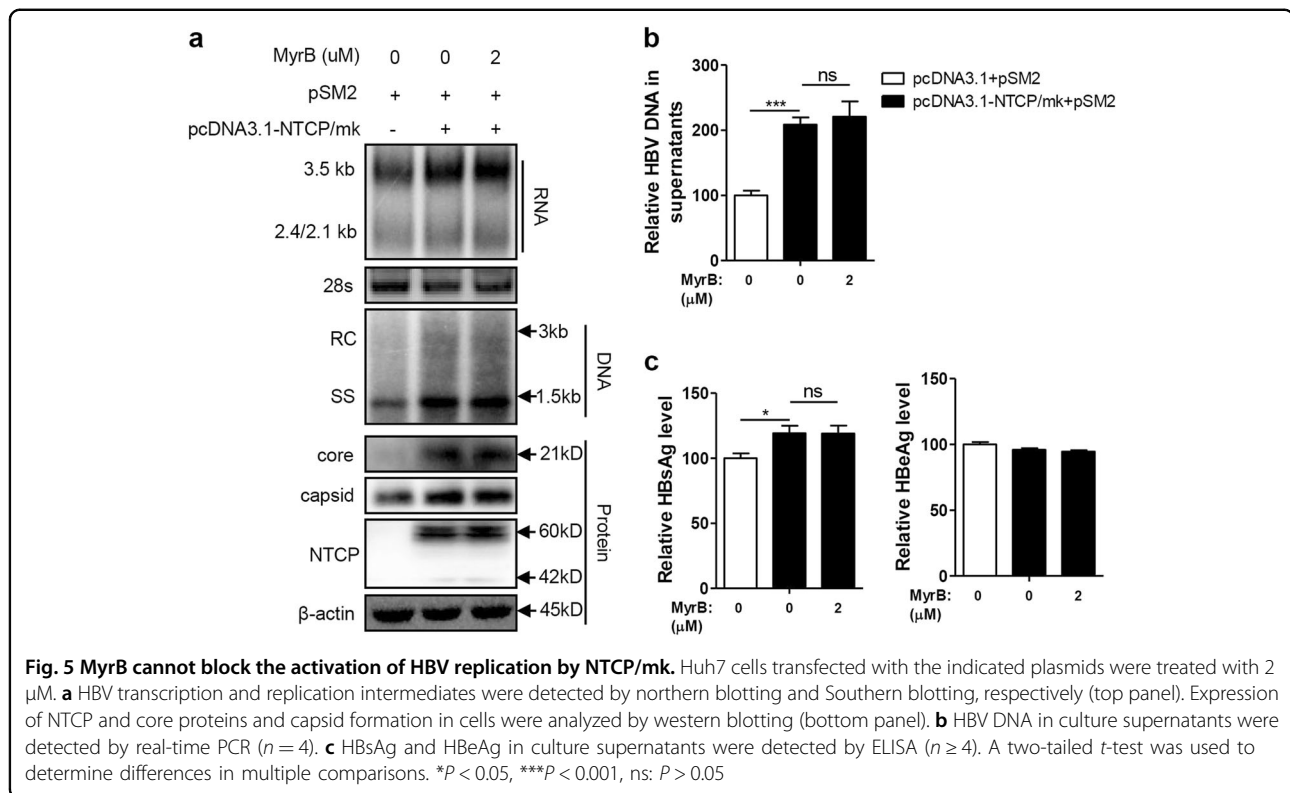 a
MyrB (uM) 0 0 2
pSM2 + + +
pcDNA3.1-NTCP/mk - + +
3.5 kb
2.4/2.1 kb
RNA
28s
RC
3kb
SS
1.5kb
DNA
core
21kD
capsid
NTCP
60kD
42kD
β-actin
45kD
Protein
b
Relative HBV DNA in
supernatants
300
200
100
0
***
ns
MyrB: 0 0 2
(μM)
pcDNA3.1+pSM2
pcDNA3.1-NTCP/mk+pSM2
c
Relative HBsAg level
150
100
50
0
*
ns
MyrB: 0 0 2
(μM)
Relative HBeAg level
150
100
50
0
MyrB: 0 0 2
(μM)
Fig. 5 MyrB cannot block the activation of HBV replication by NTCP/mk. Huh7 cells transfected with the indicated plasmids were treated with 2
μM. a HBV transcription and replication intermediates were detected by northern blotting and Southern blotting, respectively (top panel). Expression
of NTCP and core proteins and capsid formation in cells were analyzed by western blotting (bottom panel). b HBV DNA in culture supernatants were
detected by real-time PCR (n = 4). c HBsAg and HBeAg in culture supernatants were detected by ELISA (n ≥ 4). A two-tailed t-test was used to
determine differences in multiple comparisons. *P < 0.05, ***P < 0.001, ns: P > 0.05